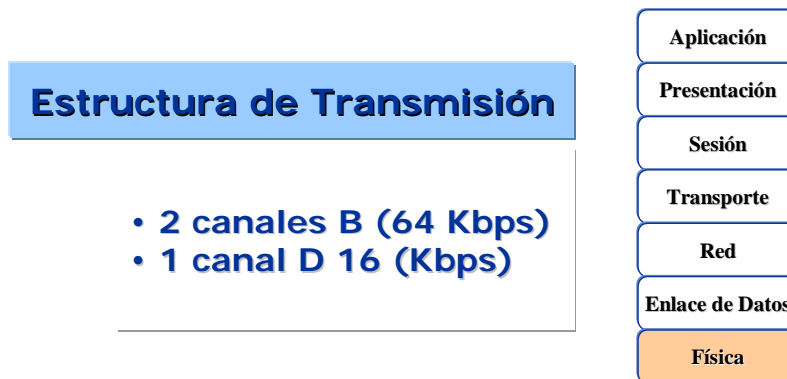 Estructura de Transmisión
• 2 canales B (64 Kbps)
• 1 canal D 16 (Kbps)
Aplicación
Presentación
Sesión
Transporte
Red
Enlace de Datos
Física